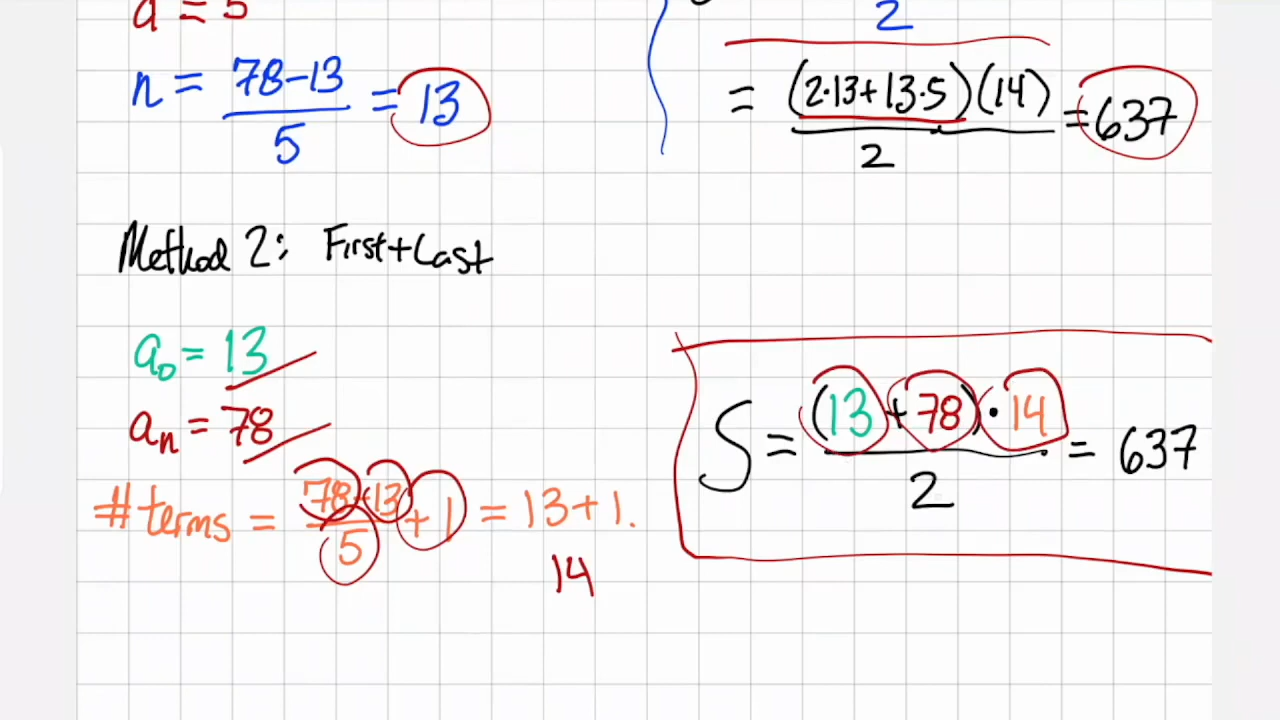 d = 5
n = (78-13)/5 = 13
2
= (2·13+13·5)(14)/2 = 637
Method 2: First+Last
a₀ = 13
aₙ = 78
# terms = (78-13)/5 + 1 = 13+1.
14
S = (13+78)·14/2 = 637